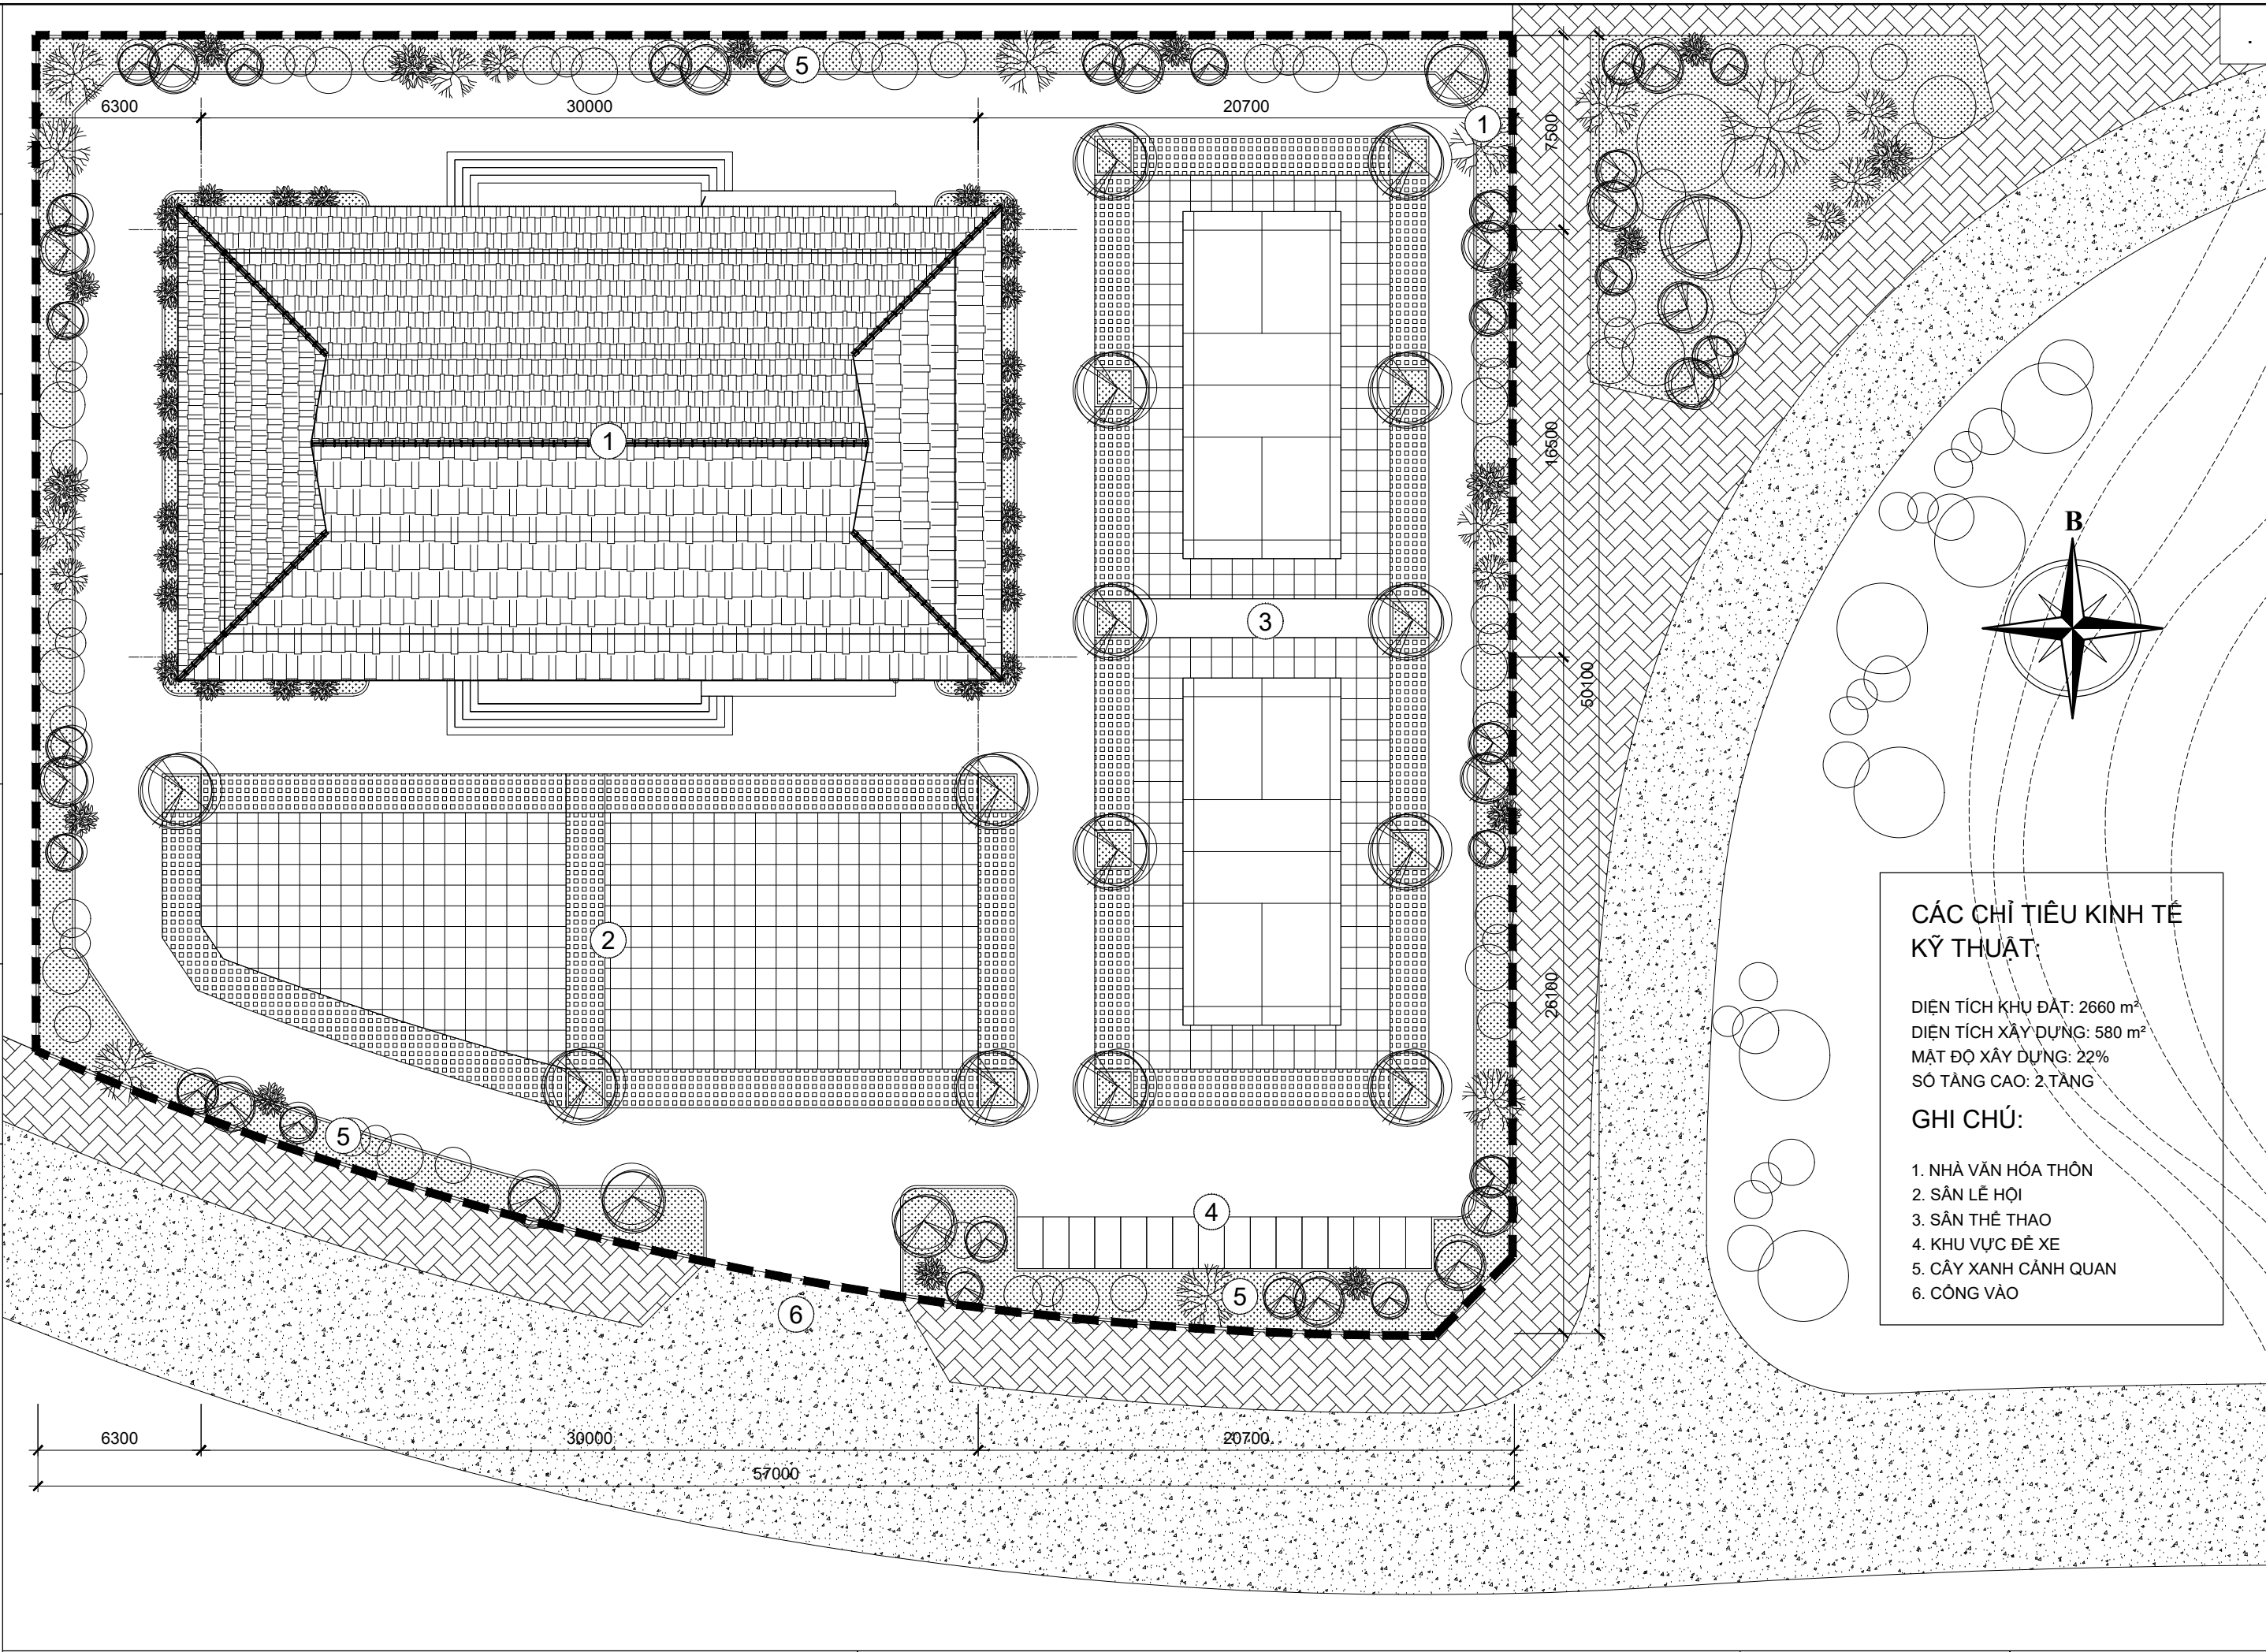 5
6300
30000
20700
1
7500
1
16500
3
B
50100
2
26100
CÁC CHỈ TIÊU KINH TẾ
KỸ THUẬT:
DIỆN TÍCH KHU ĐẤT: 2660 m²
DIỆN TÍCH XÂY DỰNG: 580 m²
MẬT ĐỘ XÂY DỰNG: 22%
SỐ TẦNG CAO: 2 TẦNG
GHI CHÚ:
1. NHÀ VĂN HÓA THÔN
2. SÂN LỄ HỘI
3. SÂN THỂ THAO
4. KHU VỰC ĐỂ XE
5. CÂY XANH CẢNH QUAN
6. CỔNG VÀO
5
4
5
6
6300
30000
20700
57000